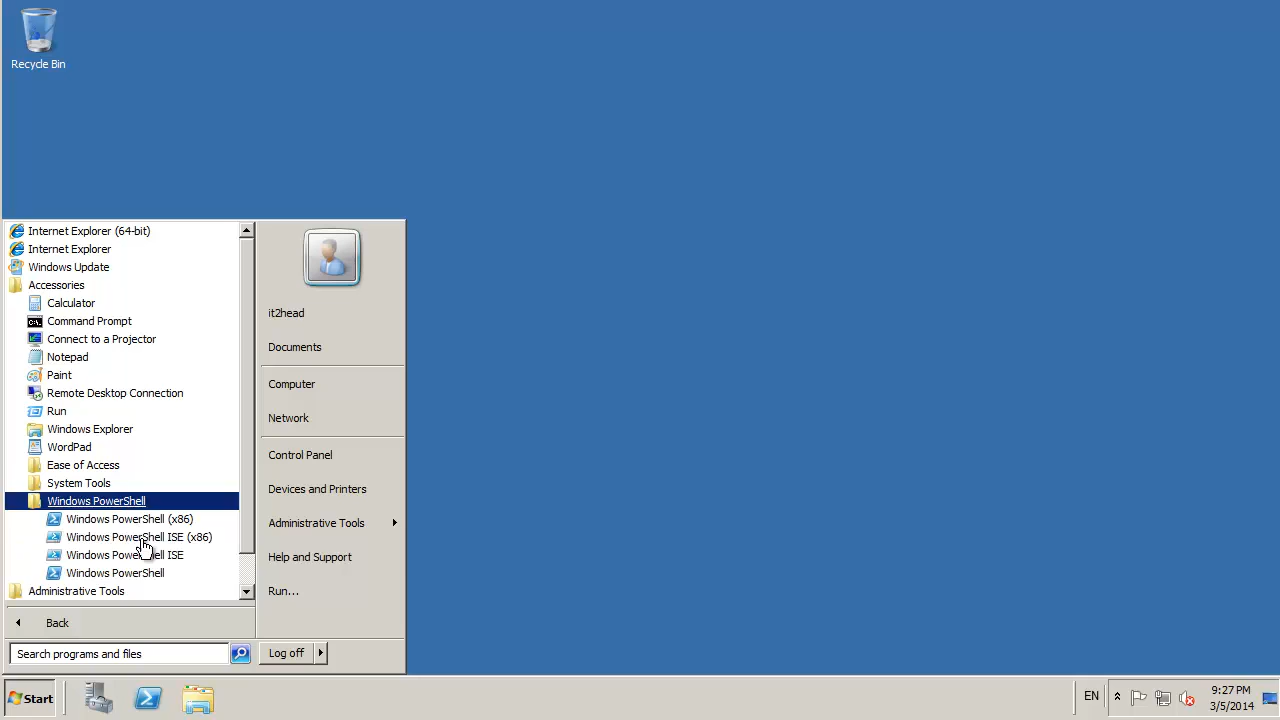 Recycle Bin
Internet Explorer (64-bit)
Internet Explorer
Windows Update
Accessories
Calculator
Command Prompt
Connect to a Projector
Notepad
Paint
Remote Desktop Connection
Run
Windows Explorer
WordPad
Ease of Access
System Tools
Windows PowerShell
Windows PowerShell (x86)
Windows PowerShell ISE (x86)
Windows PowerShell ISE
Windows PowerShell
Administrative Tools
Back
Search programs and files
it2head
Documents
Computer
Network
Control Panel
Devices and Printers
Administrative Tools
Help and Support
Run...
Log off
Start
EN
9:27 PM
3/5/2014